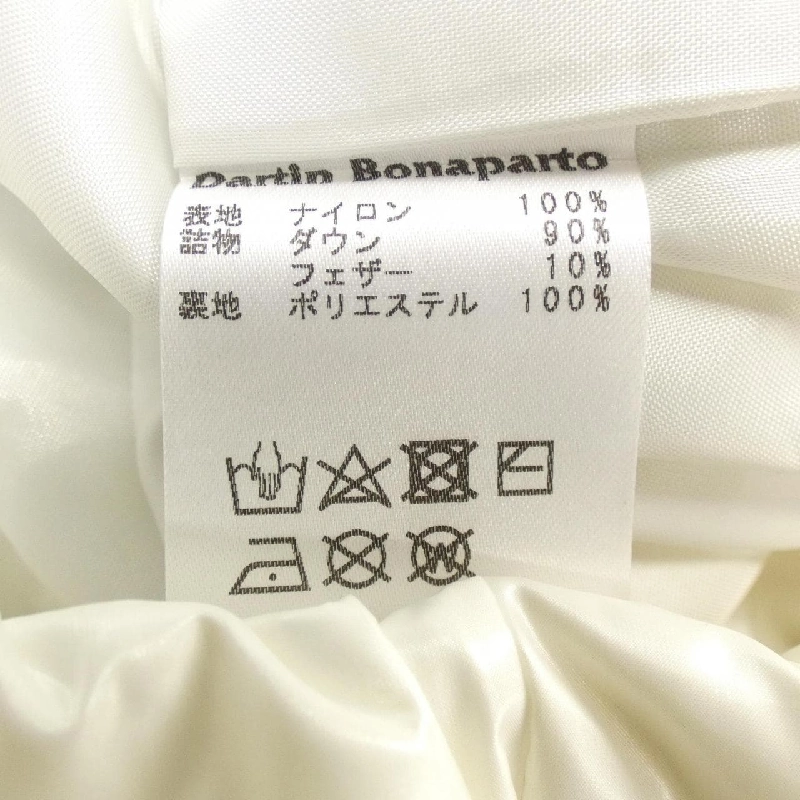 Dartin Bonaparto
表地 ナイロン 100%
詰物 ダウン 90%
フェザー 10%
裏地 ポリエステル 100%
W